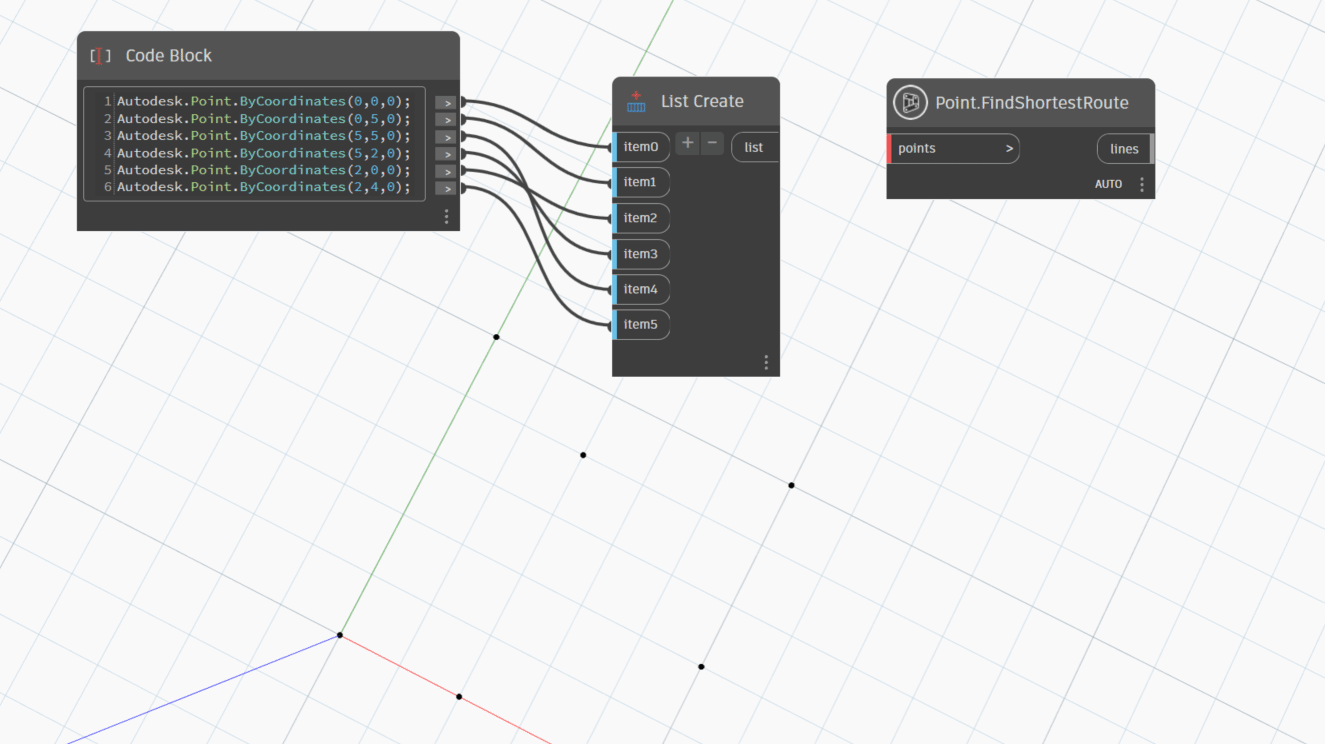 Code Block
1 Autodesk.Point.ByCoordinates(0,0,0); >
2 Autodesk.Point.ByCoordinates(0,5,0); >
3 Autodesk.Point.ByCoordinates(5,5,0); >
4 Autodesk.Point.ByCoordinates(5,2,0); >
5 Autodesk.Point.ByCoordinates(2,0,0); >
6 Autodesk.Point.ByCoordinates(2,4,0); >
List Create
item0 + − list
item1
item2
item3
item4
item5
Point.FindShortestRoute
points > lines
AUTO